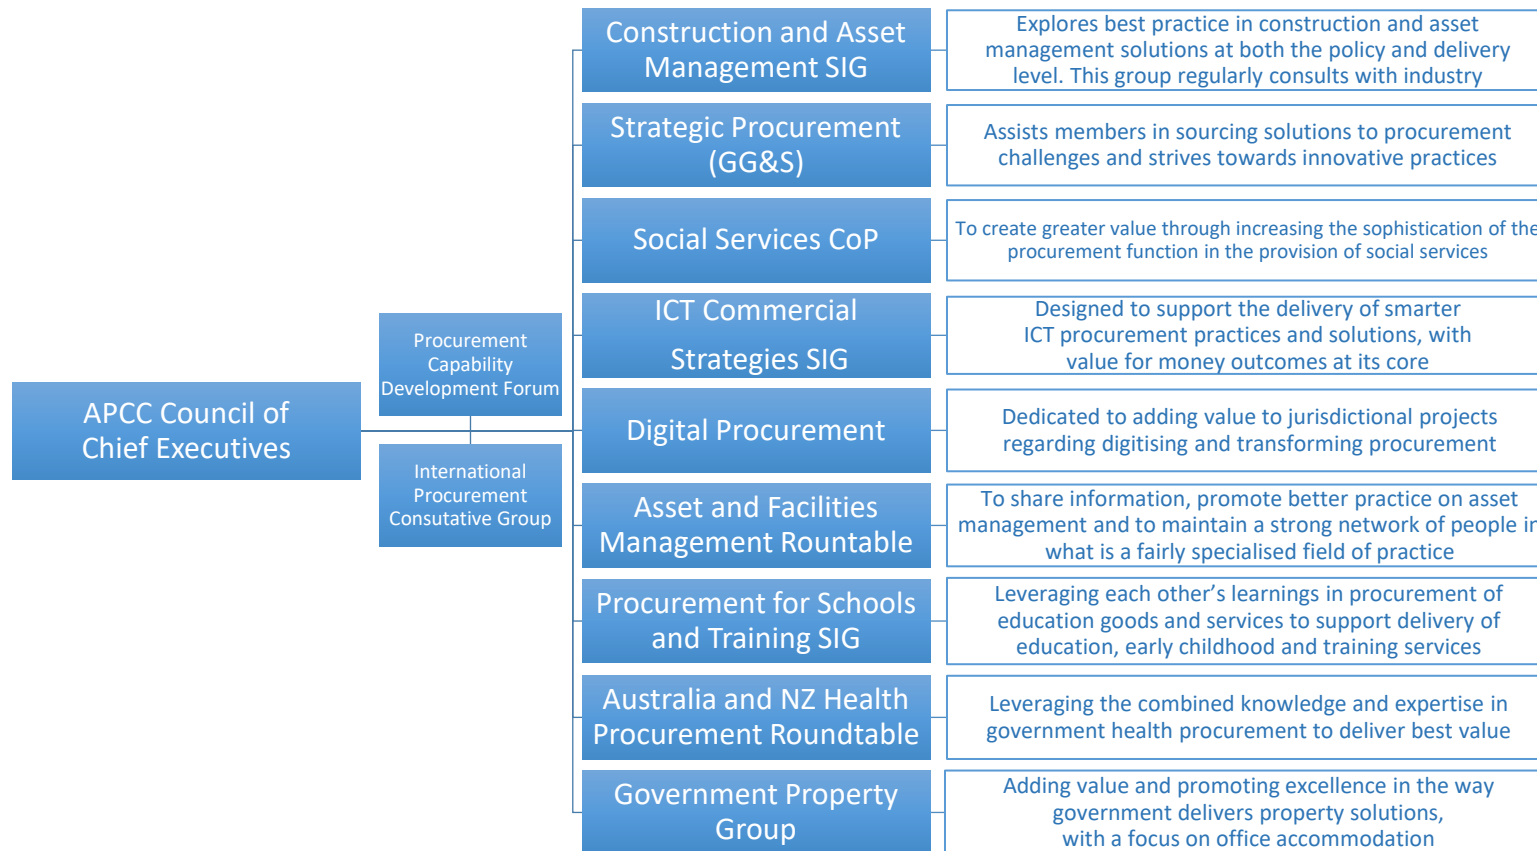 APCC Council of
Chief Executives
Procurement
Capability
Development Forum
International
Procurement
Consutative Group
Construction and Asset
Management SIG
Explores best practice in construction and asset
management solutions at both the policy and delivery
level. This group regularly consults with industry
Strategic Procurement
(GG&S)
Assists members in sourcing solutions to procurement
challenges and strives towards innovative practices
Social Services CoP
To create greater value through increasing the sophistication of the
procurement function in the provision of social services
ICT Commercial
Strategies SIG
Designed to support the delivery of smarter
ICT procurement practices and solutions, with
value for money outcomes at its core
Digital Procurement
Dedicated to adding value to jurisdictional projects
regarding digitising and transforming procurement
Asset and Facilities
Management Roundtable
To share information, promote better practice on asset
management and to maintain a strong network of people in
what is a fairly specialised field of practice
Procurement for Schools
and Training SIG
Leveraging each other’s learnings in procurement of
education goods and services to support delivery of
education, early childhood and training services
Australia and NZ Health
Procurement Roundtable
Leveraging the combined knowledge and expertise in
government health procurement to deliver best value
Government Property
Group
Adding value and promoting excellence in the way
government delivers property solutions,
with a focus on office accommodation